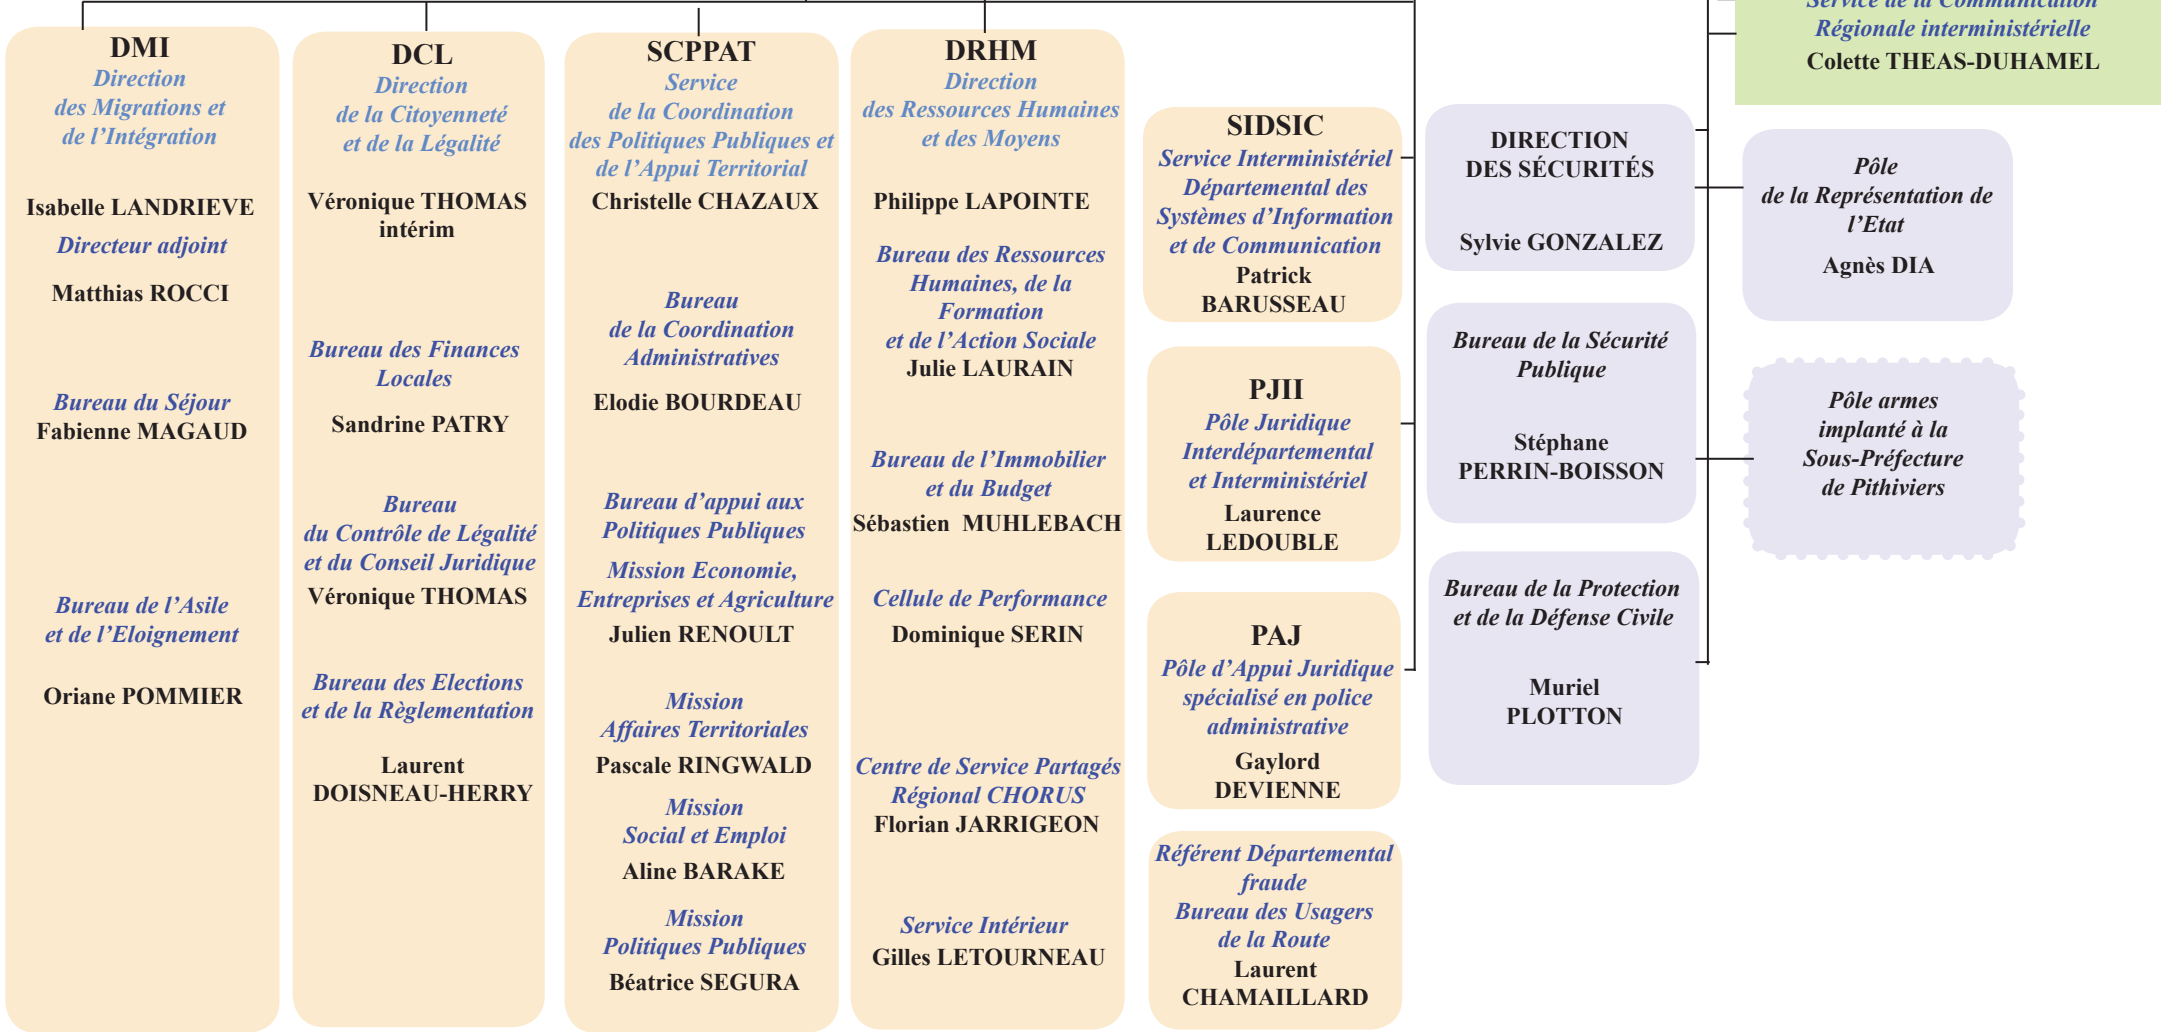 DMI
Direction
des Migrations et
de l’Intégration
Isabelle LANDRIEVE
Directeur adjoint
Matthias ROCCI
Bureau du Séjour
Fabienne MAGAUD
Bureau de l’Asile
et de l’Eloignement
Oriane POMMIER
DCL
Direction
de la Citoyenneté
et de la Légalité
Véronique THOMAS
intérim
Bureau des Finances
Locales
Sandrine PATRY
Bureau
du Contrôle de Légalité
et du Conseil Juridique
Véronique THOMAS
Bureau des Elections
et de la Règlementation
Laurent
DOISNEAU-HERRY
SCPPAT
Service
de la Coordination
des Politiques Publiques et
de l’Appui Territorial
Christelle CHAZAUX
Bureau
de la Coordination
Administratives
Elodie BOURDEAU
Bureau d’appui aux
Politiques Publiques
Mission Economie,
Entreprises et Agriculture
Julien RENOULT
Mission
Affaires Territoriales
Pascale RINGWALD
Mission
Social et Emploi
Aline BARAKE
Mission
Politiques Publiques
Béatrice SEGURA
DRHM
Direction
des Ressources Humaines
et des Moyens
Philippe LAPOINTE
Bureau des Ressources
Humaines, de la
Formation
et de l’Action Sociale
Julie LAURAIN
Bureau de l’Immobilier
et du Budget
Sébastien MUHLEBACH
Cellule de Performance
Dominique SERIN
Centre de Service Partagés
Régional CHORUS
Florian JARRIGEON
Service Intérieur
Gilles LETOURNEAU
SIDSIC
Service Interministériel
Départemental des
Systèmes d’Information
et de Communication
Patrick
BARUSSEAU
PJII
Pôle Juridique
Interdépartemental
et Interministériel
Laurence
LEDOUBLE
PAJ
Pôle d’Appui Juridique
spécialisé en police
administrative
Gaylord
DEVIENNE
Référent Départemental
fraude
Bureau des Usagers
de la Route
Laurent
CHAMAILLARD
DIRECTION
DES SÉCURITÉS
Sylvie GONZALEZ
Bureau de la Sécurité
Publique
Stéphane
PERRIN-BOISSON
Bureau de la Protection
et de la Défense Civile
Muriel
PLOTTON
Service de la Communication
Régionale interministérielle
Colette THEAS-DUHAMEL
Pôle
de la Représentation de
l’Etat
Agnès DIA
Pôle armes
implanté à la
Sous-Préfecture
de Pithiviers